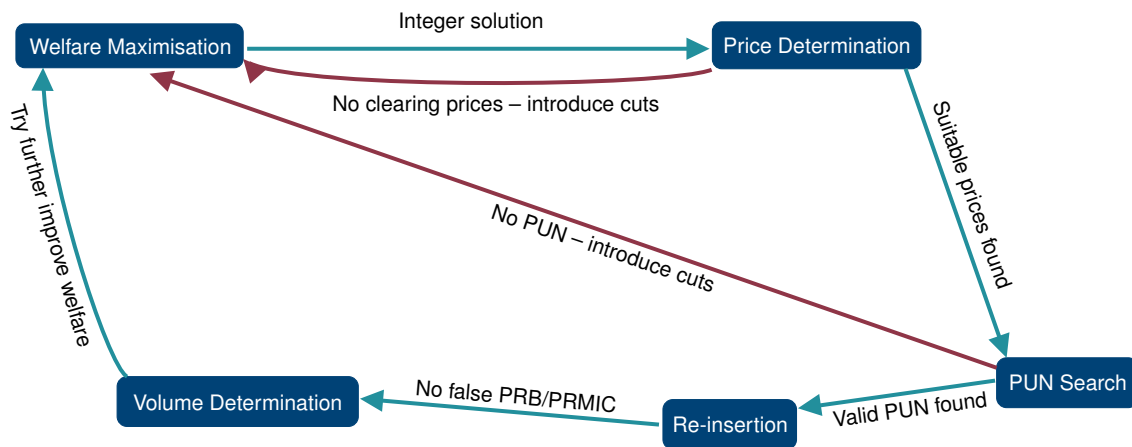 Integer solution
Welfare Maximisation
Price Determination
No clearing prices – introduce cuts
Try further improve welfare
Suitable prices found
No PUN – introduce cuts
PUN Search
No false PRB/PRMIC
Volume Determination
Valid PUN found
Re-insertion